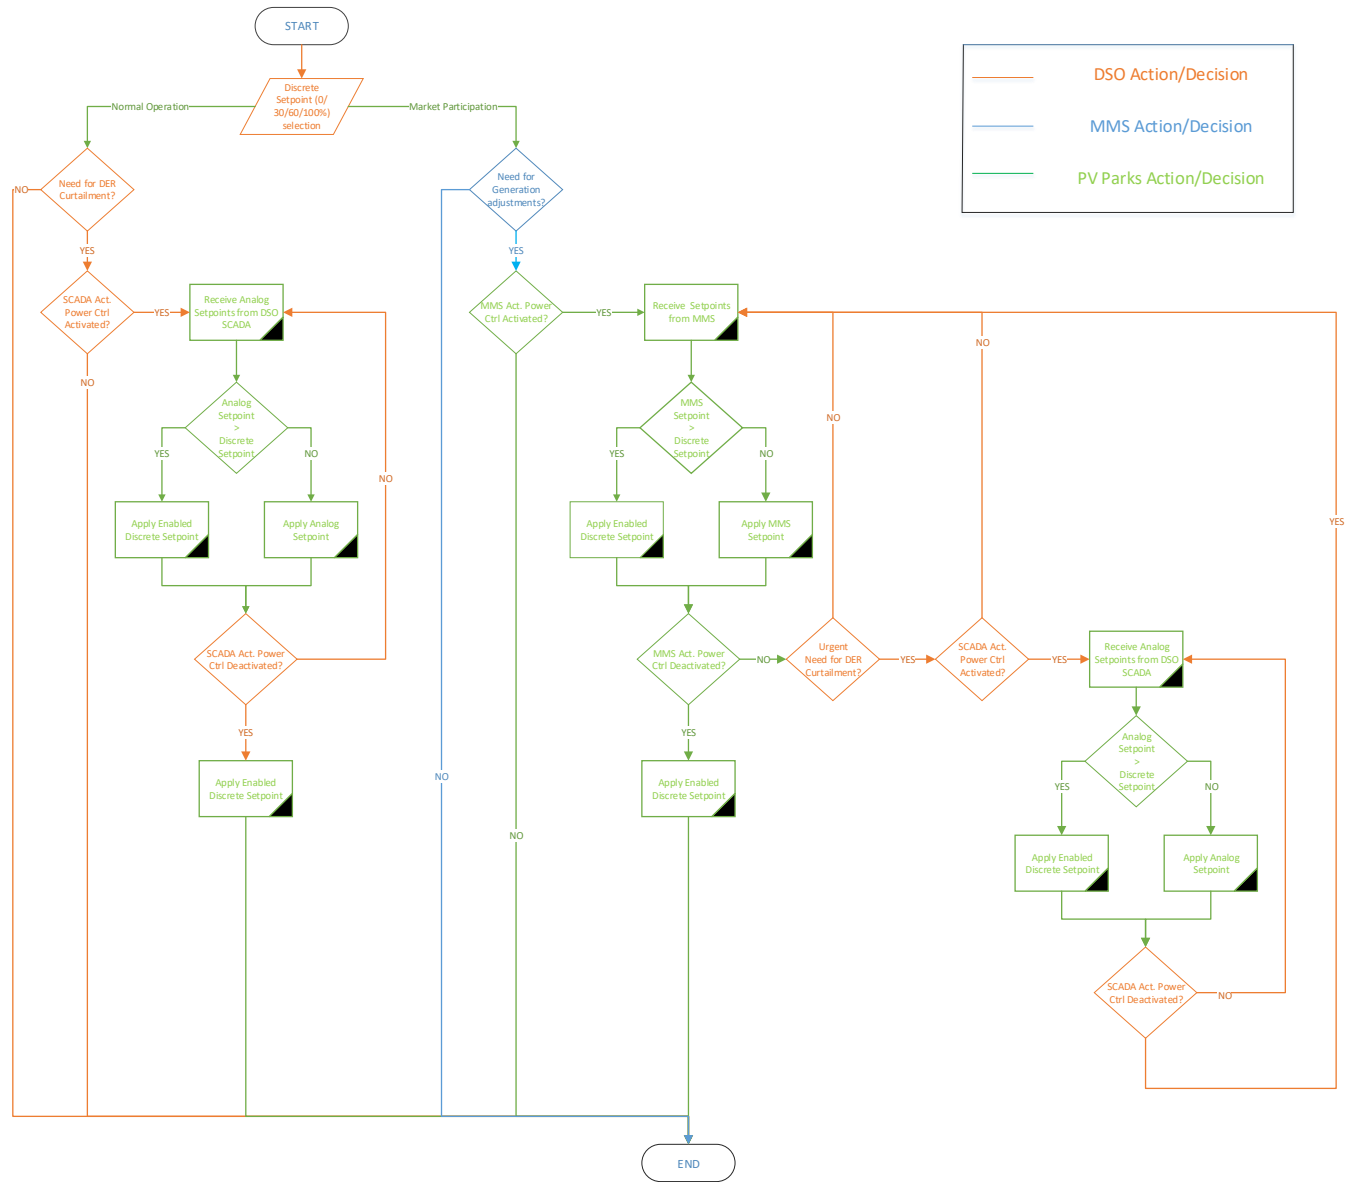 START
Discrete
Setpoint (0/
30/60/100%)
selection
Normal Operation
Market Participation
DSO Action/Decision
MMS Action/Decision
PV Parks Action/Decision
Need for DER
Curtailment?
NO
YES
SCADA Act.
Power Ctrl
Activated?
YES
NO
Receive Analog
Setpoints from DSO
SCADA
Analog
Setpoint
>
Discrete
Setpoint
YES
NO
Apply Enabled
Discrete Setpoint
Apply Analog
Setpoint
SCADA Act. Power
Ctrl Deactivated?
NO
YES
Apply Enabled
Discrete Setpoint
Need for
Generation
adjustments?
NO
YES
MMS Act. Power
Ctrl Activated?
YES
NO
Receive Setpoints
from MMS
MMS
Setpoint
>
Discrete
Setpoint
YES
NO
Apply Enabled
Discrete Setpoint
Apply MMS
Setpoint
MMS Act. Power
Ctrl Deactivated?
NO
YES
Apply Enabled
Discrete Setpoint
Urgent
Need for DER
Curtailment?
NO
YES
SCADA Act.
Power Ctrl
Activated?
NO
YES
Receive Analog
Setpoints from DSO
SCADA
Analog
Setpoint
>
Discrete
Setpoint
YES
NO
Apply Enabled
Discrete Setpoint
Apply Analog
Setpoint
SCADA Act. Power
Ctrl Deactivated?
NO
YES
END